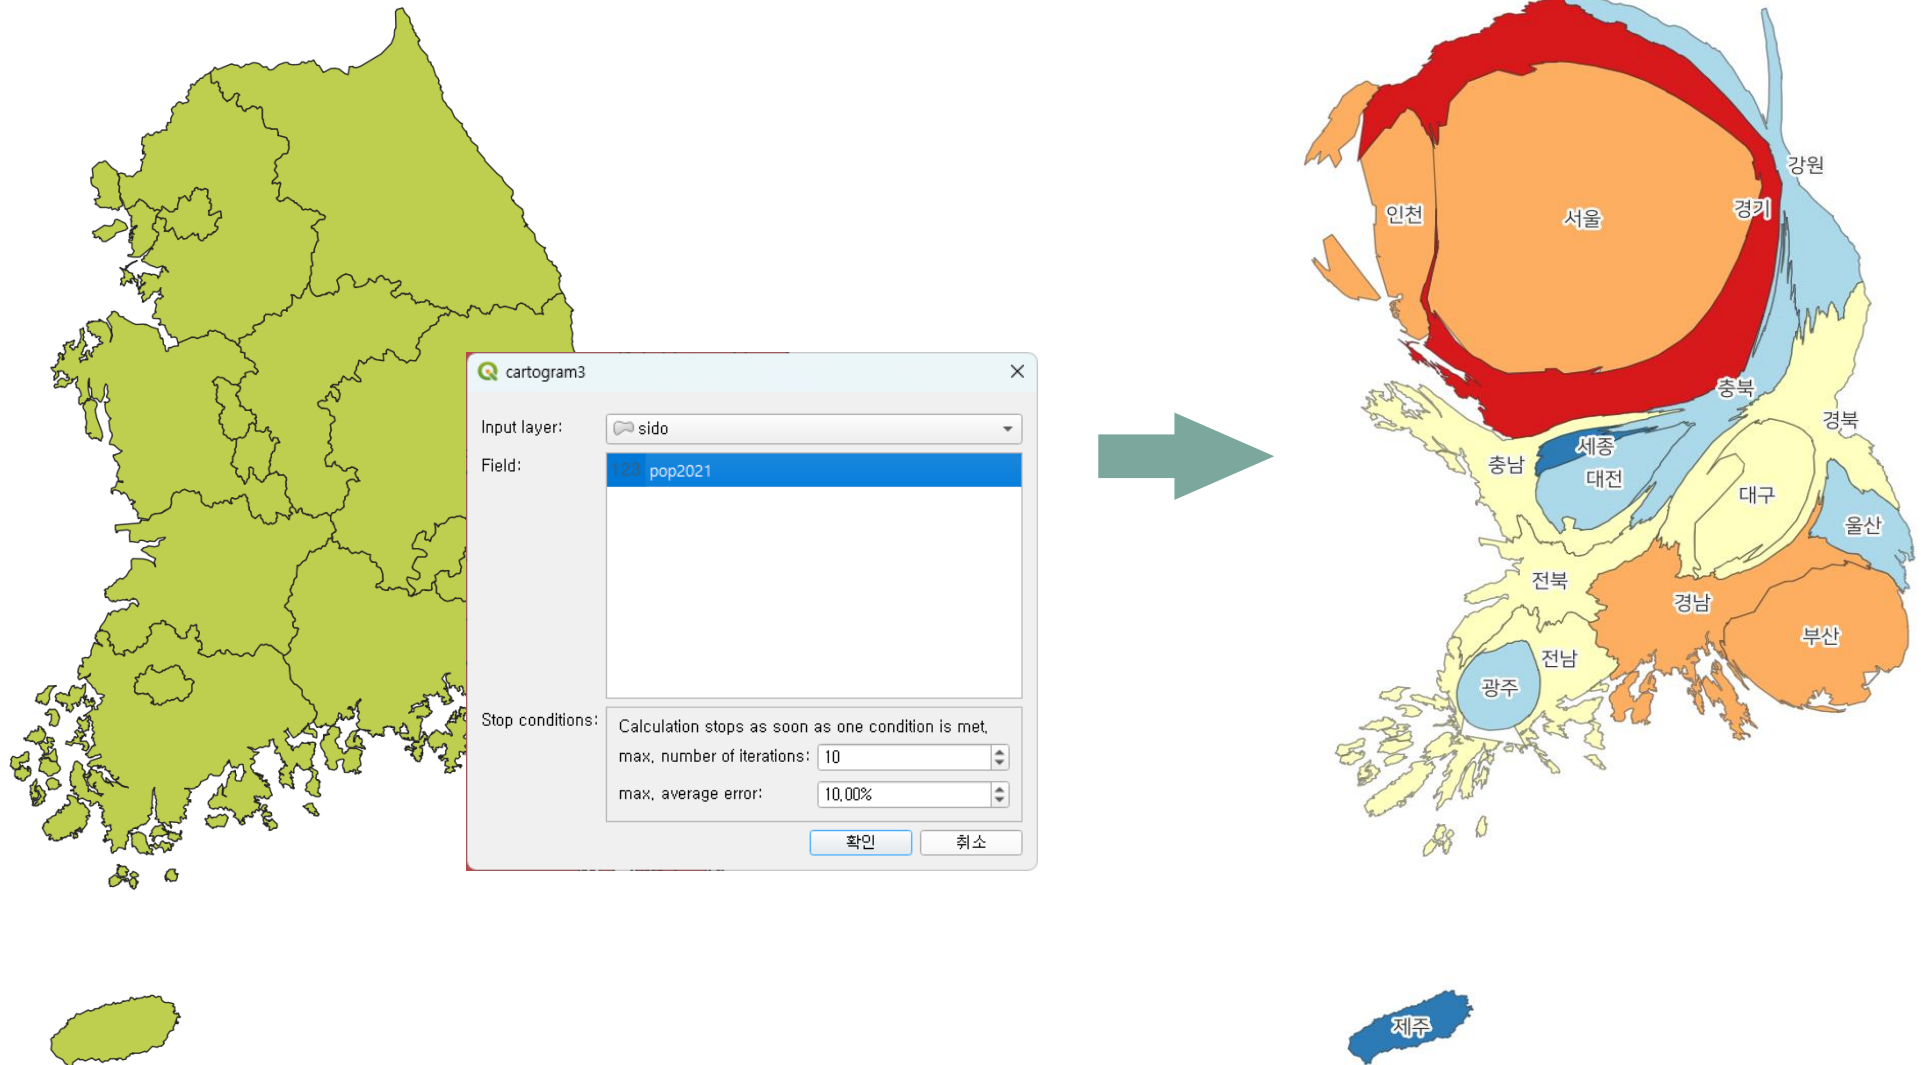 cartogram3
Input layer:
sido
Field:
123 pop2021
Stop conditions:
Calculation stops as soon as one condition is met,
max, number of iterations: 10
max, average error: 10,00%
확인 취소
강원
인천
서울
경기
충북
경북
세종
충남
대전
대구
울산
전북
경남
부산
전남
광주
제주